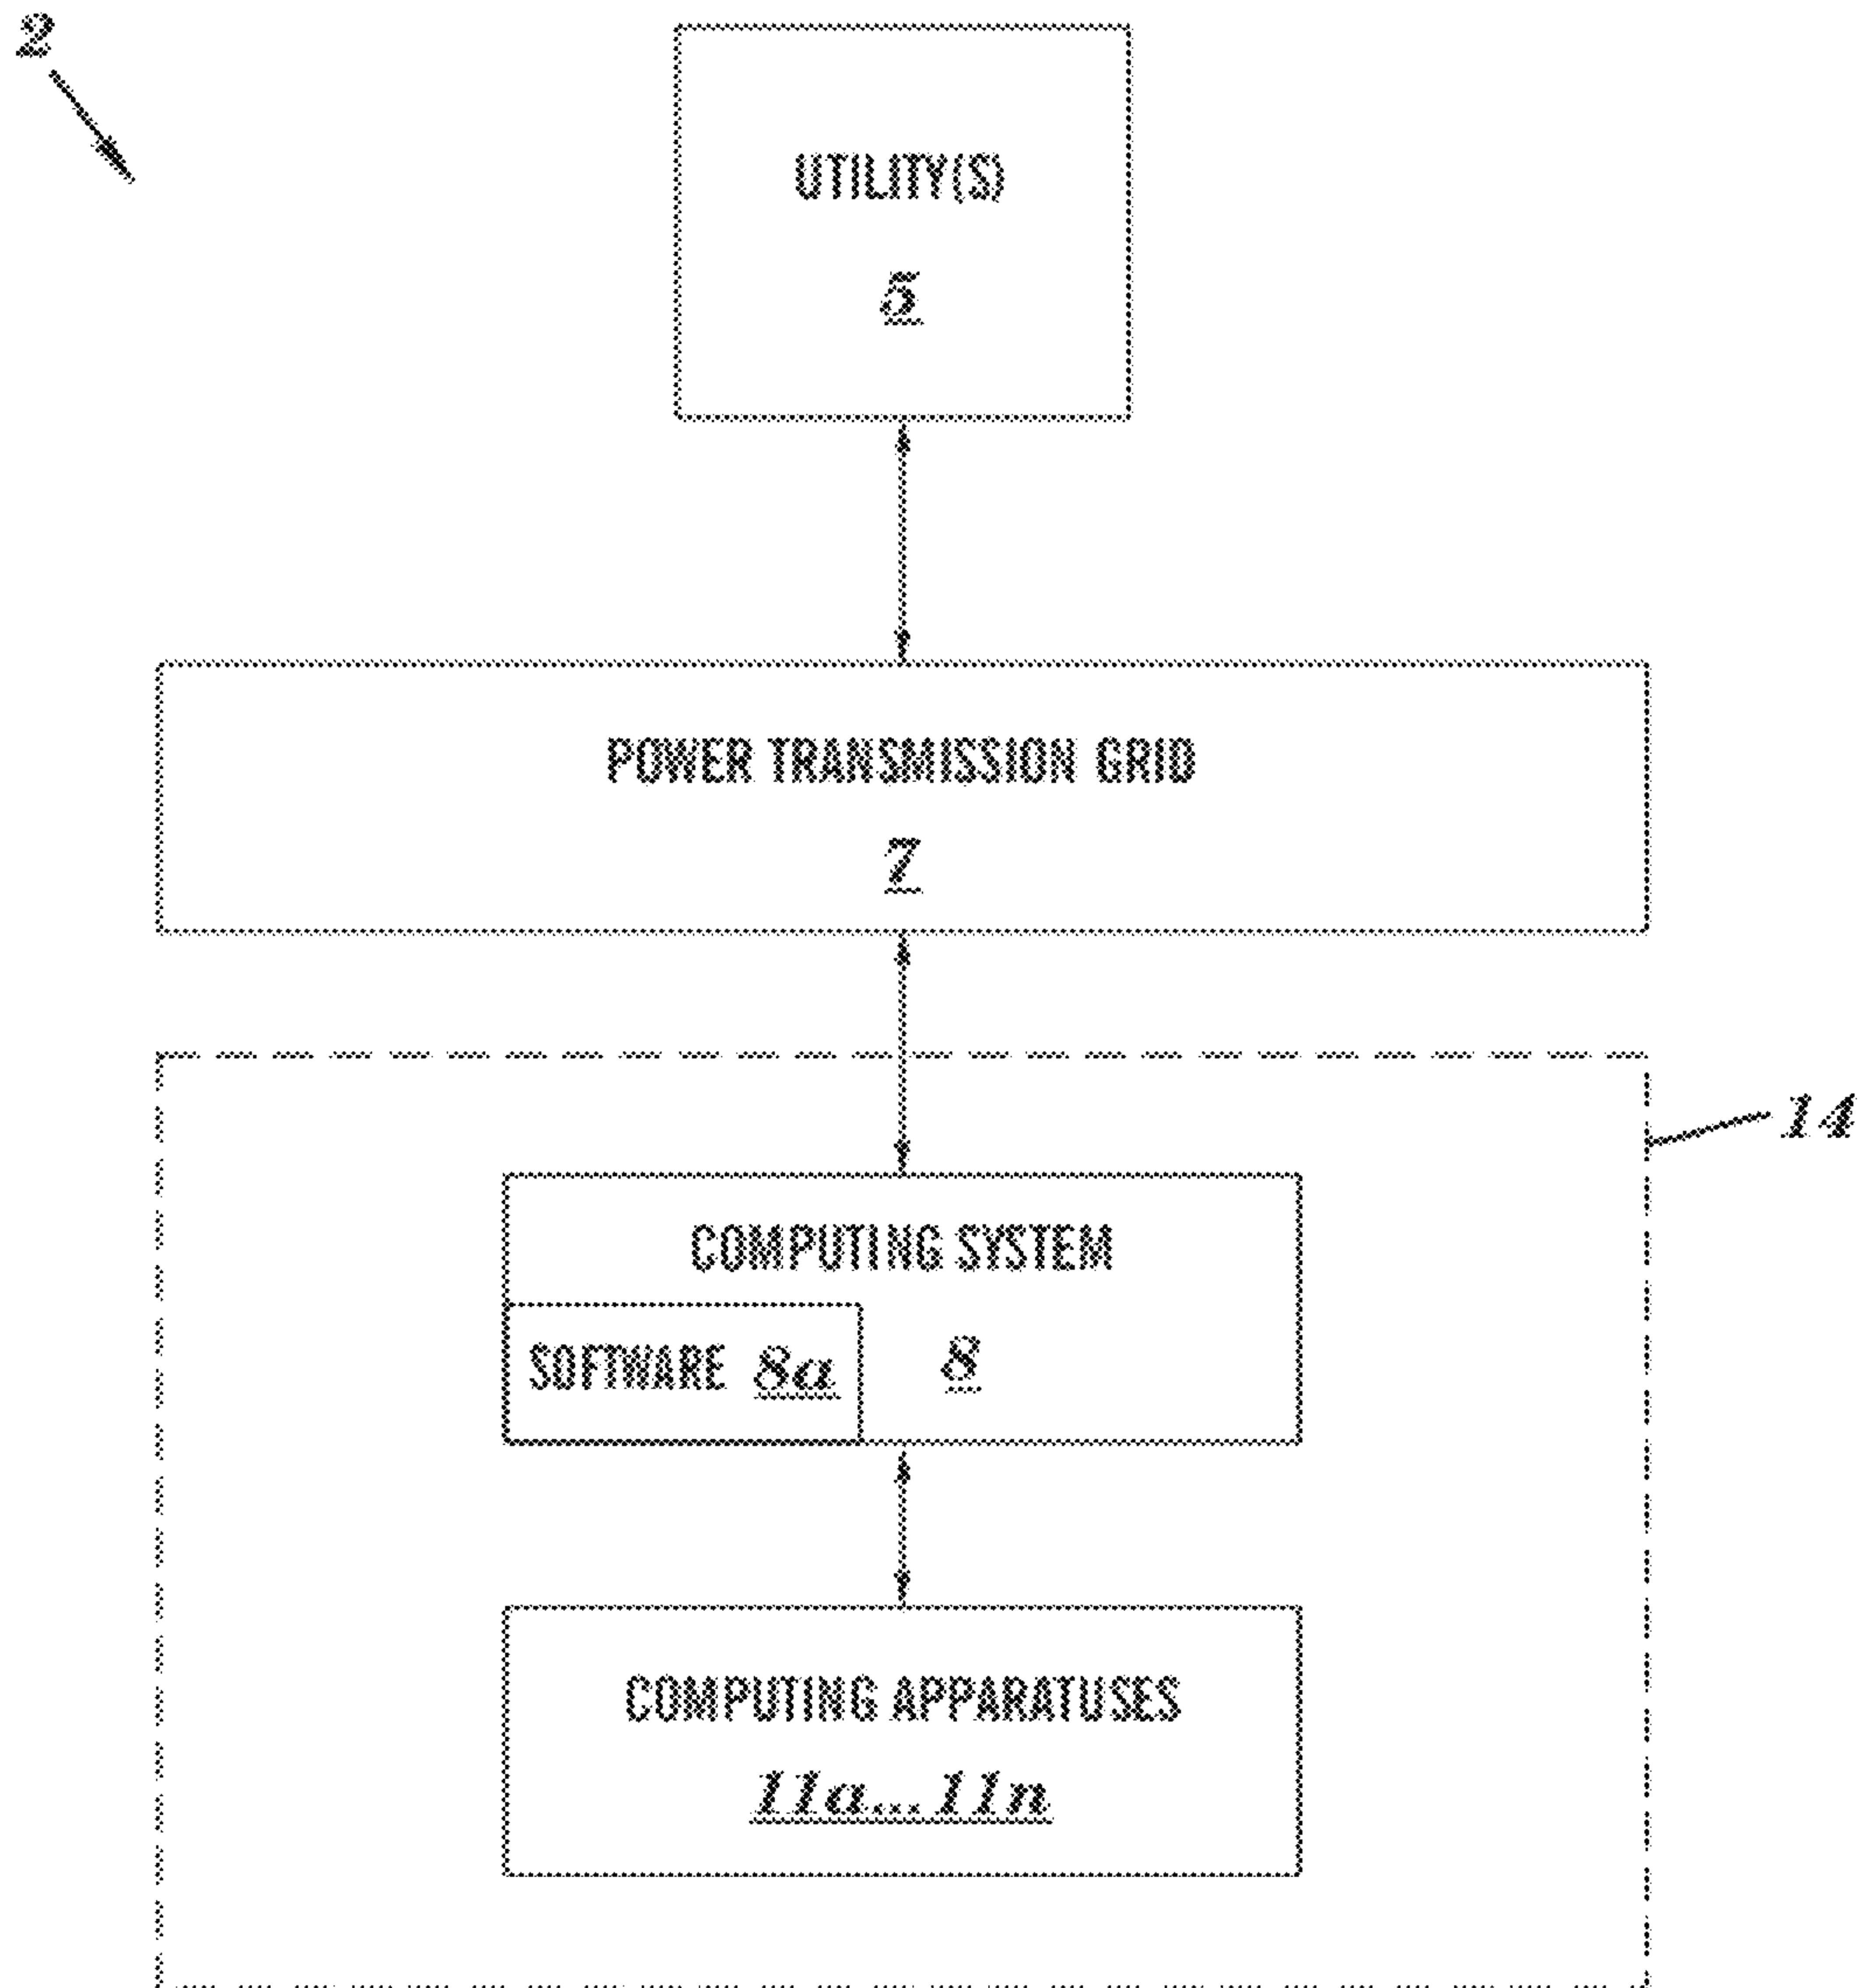 2
UTILITY(S)
5
POWER TRANSMISSION GRID
7
14
COMPUTING SYSTEM
SOFTWARE 8a
8
COMPUTING APPARATUSES
11a...11n